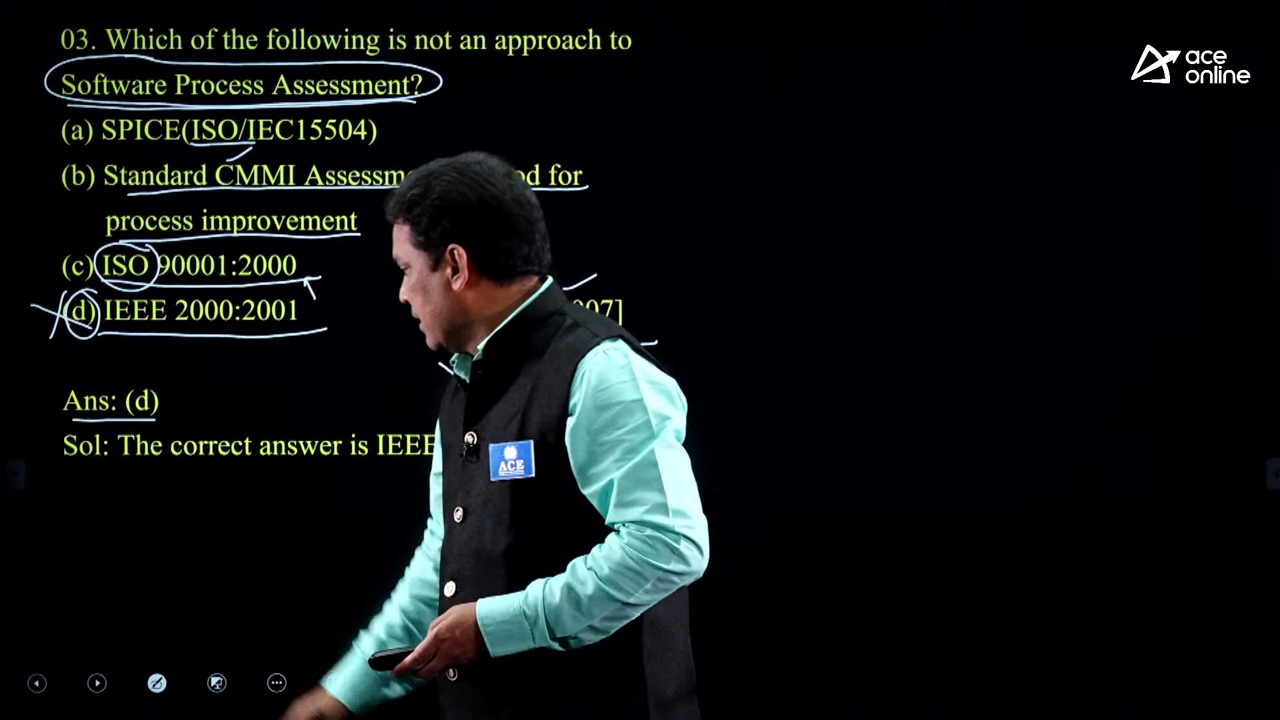 03. Which of the following is not an approach to
Software Process Assessment?
(a) SPICE(ISO/IEC15504)
(b) Standard CMMI for
process improvement
(c) ISO 90001:2000
(d) IEEE 2000:2001
Ans: (d)
Sol: The correct answer is IEEE
ace
online
ACE